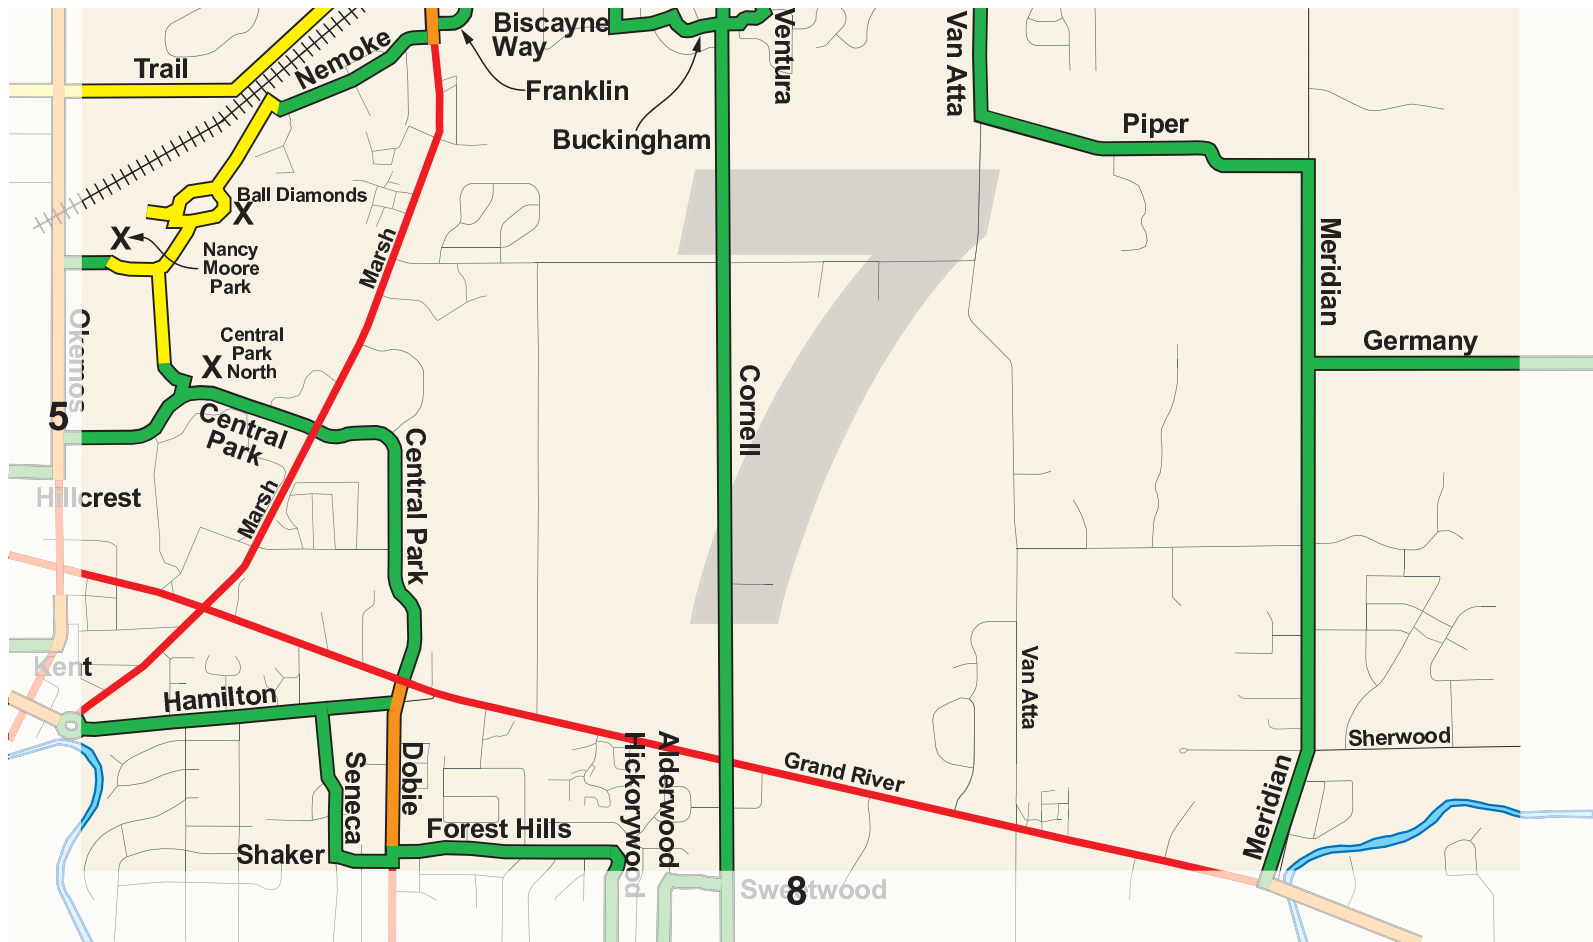 Biscayne
Way
Ventura
Van Atta
Trail
Nemoke
Franklin
Buckingham
Piper
Ball Diamonds
X
X
Nancy
Moore
Park
Marsh
Meridian
Germany
Okemos
Central
Park
North
X
Cornell
7
5
Central
Park
Central Park
Hillcrest
Marsh
Kent
Hamilton
Van Atta
Sherwood
Seneca
Dobie
Hickorywood
Alderwood
Grand River
Meridian
Forest Hills
Shaker
Sweetwood
8